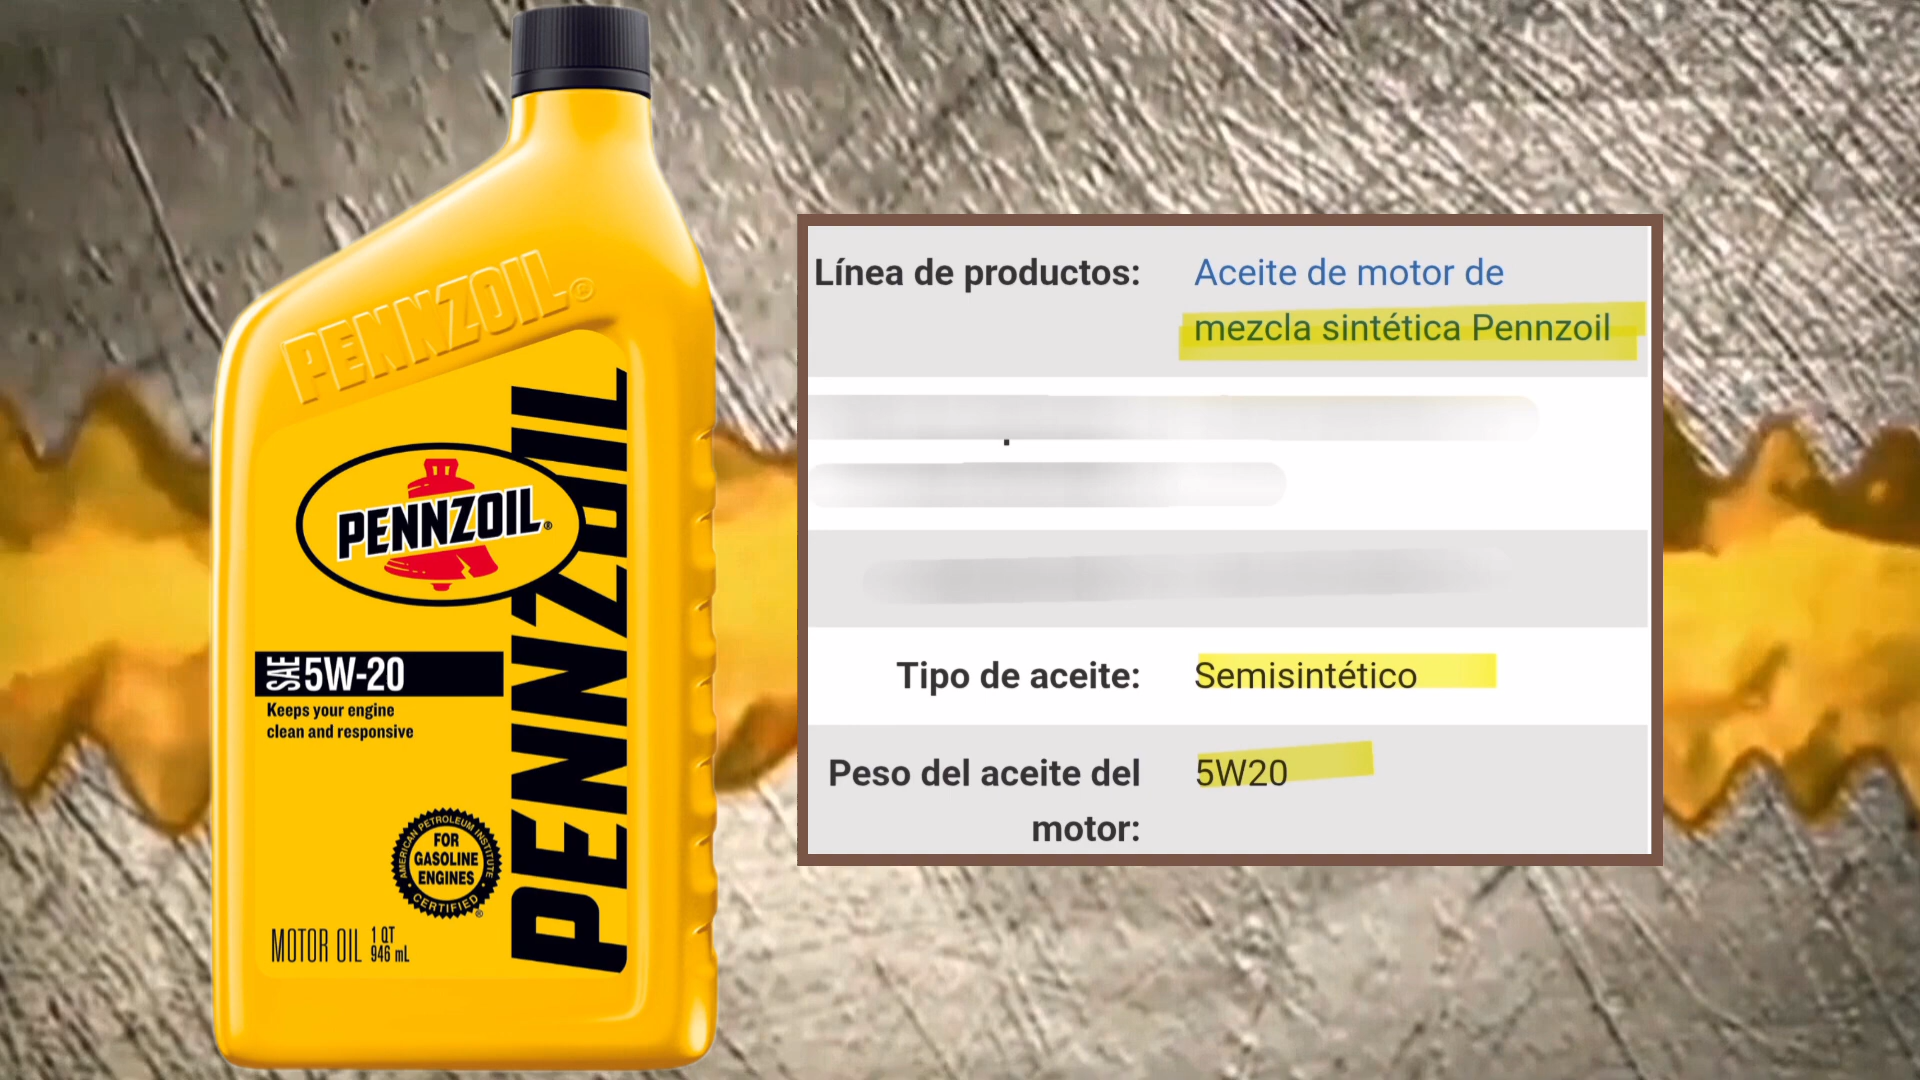 PENNZOIL®
PENNZOIL
PENNZOIL®
SAE 5W-20
Keeps your engine
clean and responsive
AMERICAN PETROLEUM INSTITUTE
FOR
GASOLINE
ENGINES
CERTIFIED
®
MOTOR OIL 1 QT
946 mL
Línea de productos: Aceite de motor de
mezcla sintética Pennzoil
Tipo de aceite: Semisintético
Peso del aceite del 5W20
motor: